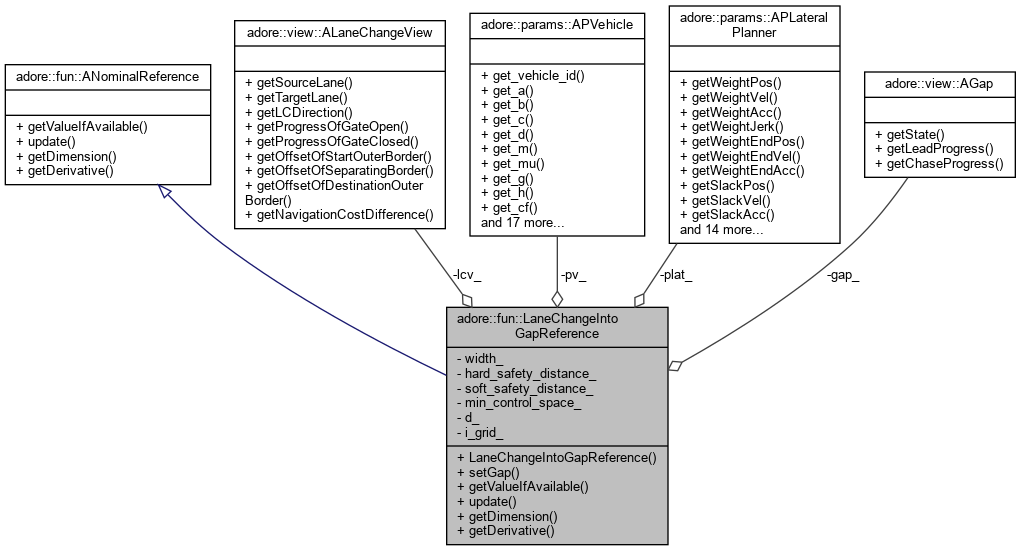 adore::fun::ANominalReference
+ getValueIfAvailable()
+ update()
+ getDimension()
+ getDerivative()
adore::view::ALaneChangeView
+ getSourceLane()
+ getTargetLane()
+ getLCDirection()
+ getProgressOfGateOpen()
+ getProgressOfGateClosed()
+ getOffsetOfStartOuterBorder()
+ getOffsetOfSeparatingBorder()
+ getOffsetOfDestinationOuter
Border()
+ getNavigationCostDifference()
adore::params::APVehicle
+ get_vehicle_id()
+ get_a()
+ get_b()
+ get_c()
+ get_d()
+ get_m()
+ get_mu()
+ get_g()
+ get_h()
+ get_cf()
and 17 more...
adore::params::APLateral
Planner
+ getWeightPos()
+ getWeightVel()
+ getWeightAcc()
+ getWeightJerk()
+ getWeightEndPos()
+ getWeightEndVel()
+ getWeightEndAcc()
+ getSlackPos()
+ getSlackVel()
+ getSlackAcc()
and 14 more...
adore::view::AGap
+ getState()
+ getLeadProgress()
+ getChaseProgress()
-lcv_
-pv_
-plat_
-gap_
adore::fun::LaneChangeInto
GapReference
- width_
- hard_safety_distance_
- soft_safety_distance_
- min_control_space_
- d_
- i_grid_
+ LaneChangeIntoGapReference()
+ setGap()
+ getValueIfAvailable()
+ update()
+ getDimension()
+ getDerivative()